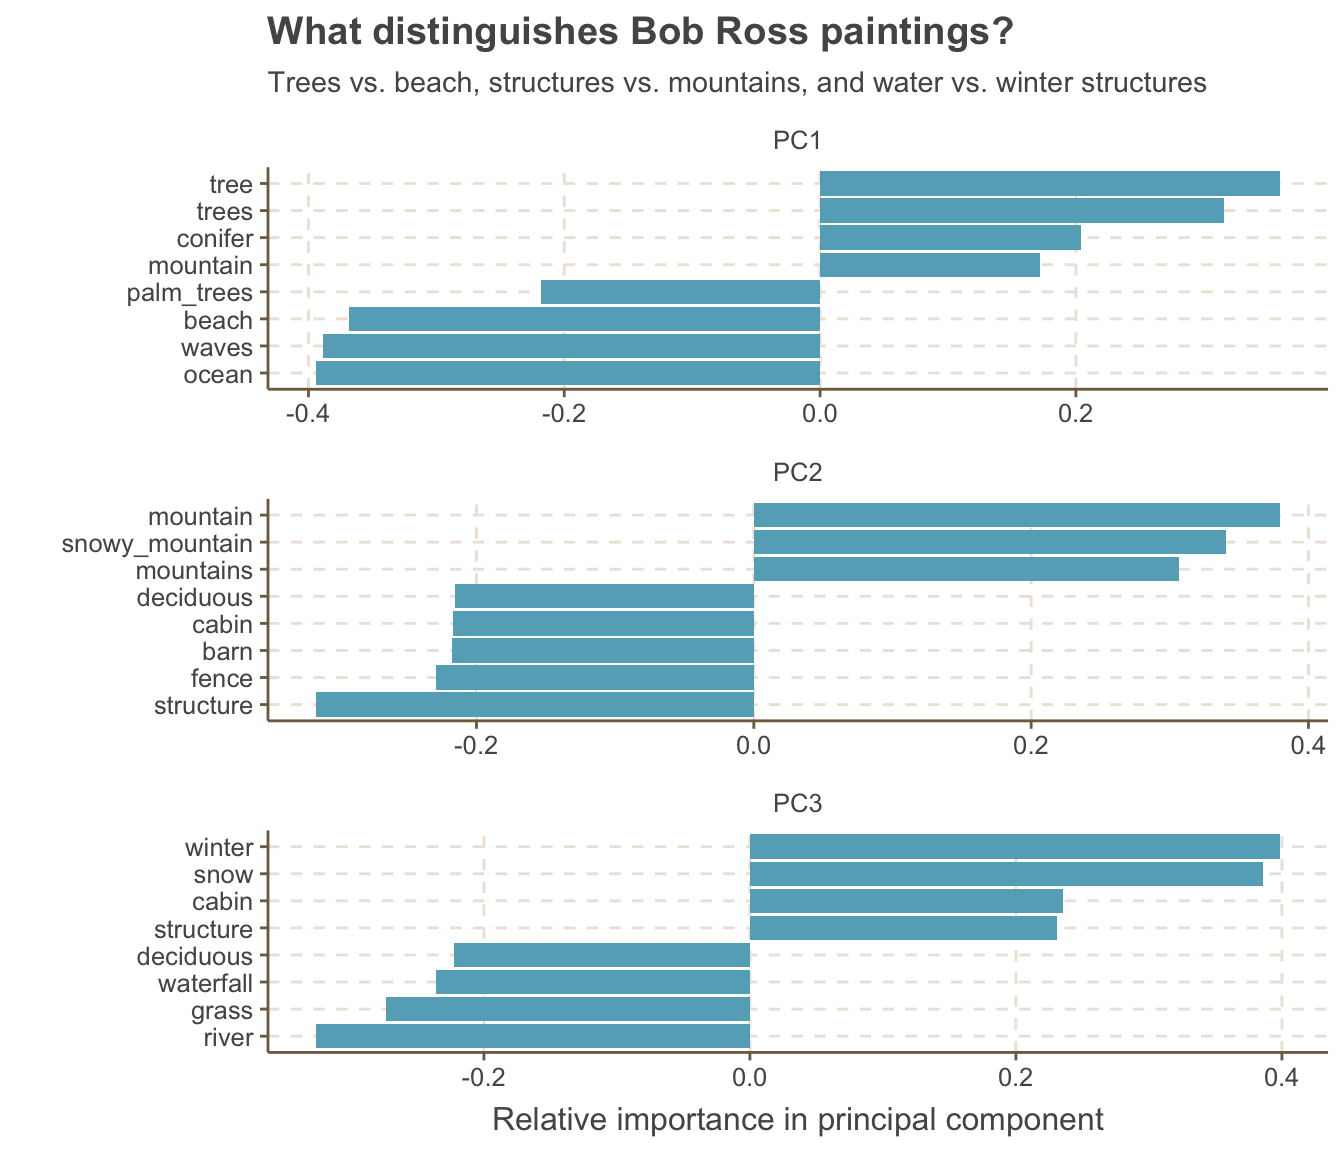 What distinguishes Bob Ross paintings?
Trees vs. beach, structures vs. mountains, and water vs. winter structures
PC1
tree
trees
conifer
mountain
palm_trees
beach
waves
ocean
-0.4 -0.2 0.0 0.2
PC2
mountain
snowy_mountain
mountains
deciduous
cabin
barn
fence
structure
-0.2 0.0 0.2 0.4
PC3
winter
snow
cabin
structure
deciduous
waterfall
grass
river
-0.2 0.0 0.2 0.4
Relative importance in principal component